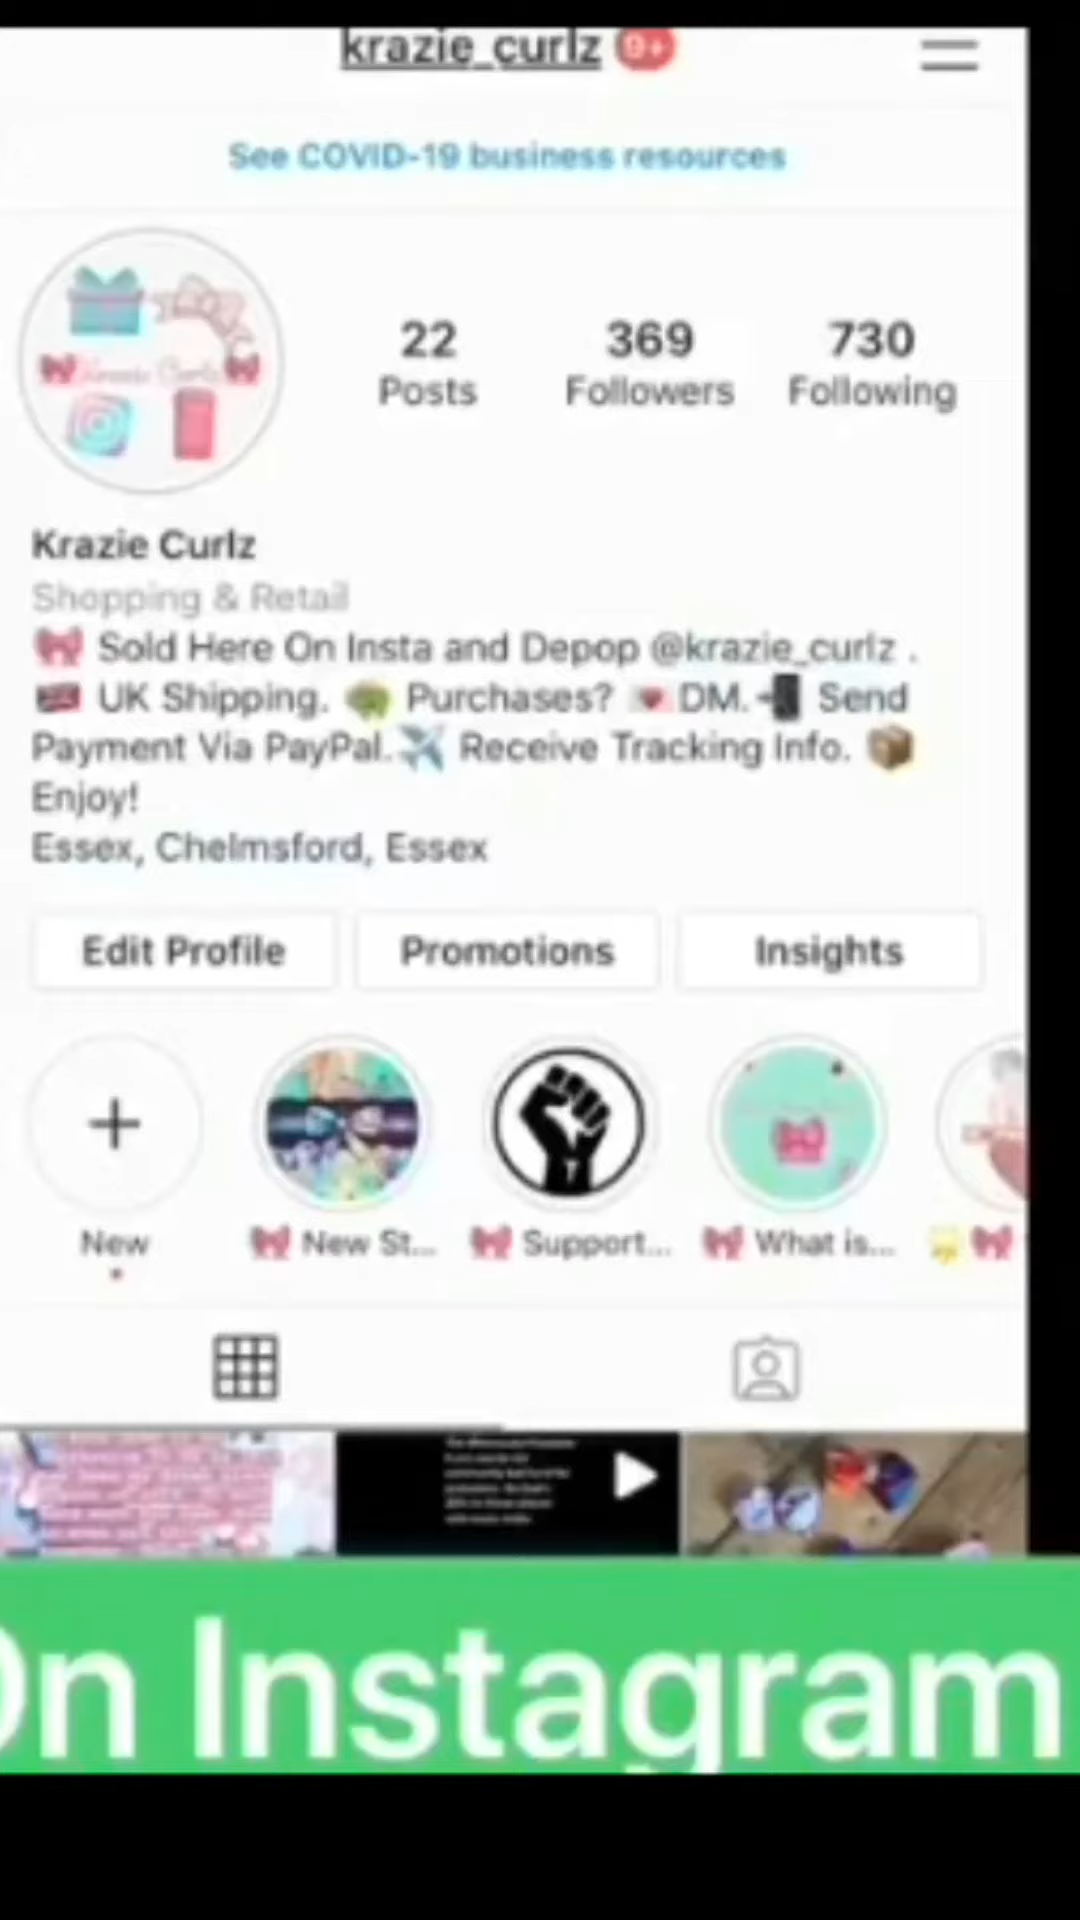 krazie_curlz 9+
See COVID-19 business resources
22 369 730
Posts Followers Following
Krazie Curlz
Krazie Curlz
Shopping & Retail
🎀 Sold Here On Insta and Depop @krazie_curlz .
🇬🇧 UK Shipping. 🐢 Purchases? 💌DM.📲 Send
Payment Via PayPal.✈️ Receive Tracking Info. 📦
Enjoy!
Essex, Chelmsford, Essex
Edit Profile Promotions Insights
New 🎀 New St... 🎀 Support... 🎀 What is...
On Instagram